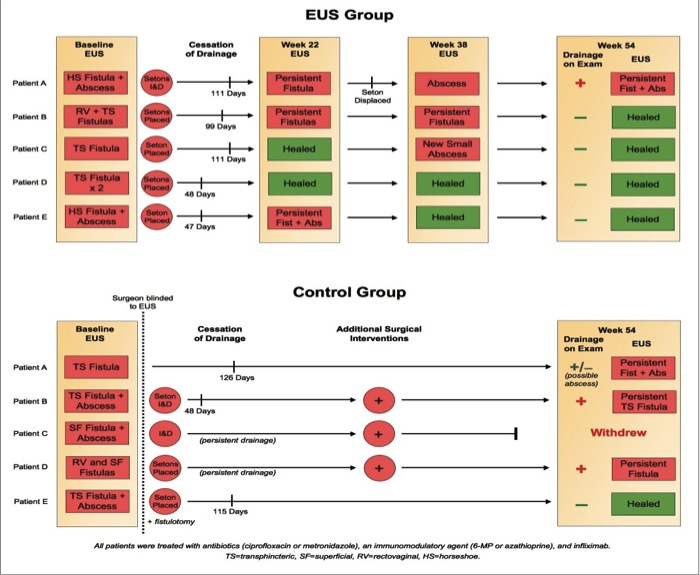 EUS Group
Baseline
EUS
Cessation
of Drainage
Week 22
EUS
Week 38
EUS
Week 54
Drainage
on Exam
EUS
Patient A
HS Fistula +
Abscess
Setons
I&D
111 Days
Persistent
Fistula
Seton
Displaced
Abscess
+
Persistent
Fist + Abs
Patient B
RV + TS
Fistulas
Setons
Placed
99 Days
Persistent
Fistulas
Persistent
Fistulas
−
Healed
Patient C
TS Fistula
Seton
Placed
111 Days
Healed
New Small
Abscess
−
Healed
Patient D
TS Fistula
x 2
Setons
Placed
48 Days
Healed
Healed
−
Healed
Patient E
HS Fistula +
Abscess
Seton
Placed
47 Days
Persistent
Fist + Abs
Healed
−
Healed
Control Group
Surgeon blinded
to EUS
Baseline
EUS
Cessation
of Drainage
Additional Surgical
Interventions
Week 54
Drainage
on Exam
EUS
Patient A
TS Fistula
126 Days
+/−
(possible
abscess)
Persistent
Fist + Abs
Patient B
TS Fistula +
Abscess
Seton
I&D
48 Days
+
+
Persistent
TS Fistula
Patient C
SF Fistula +
Abscess
I&D
(persistent drainage)
+
Withdrew
Patient D
RV and SF
Fistulas
Setons
Placed
(persistent drainage)
+
+
Persistent
Fistula
Patient E
TS Fistula +
Abscess
Seton
Placed
115 Days
−
Healed
+ fistulotomy
All patients were treated with antibiotics (ciprofloxacin or metronidazole), an immunomodulatory agent (6-MP or azathioprine), and infliximab.
TS=transphincteric, SF=superficial, RV=rectovaginal, HS=horseshoe.